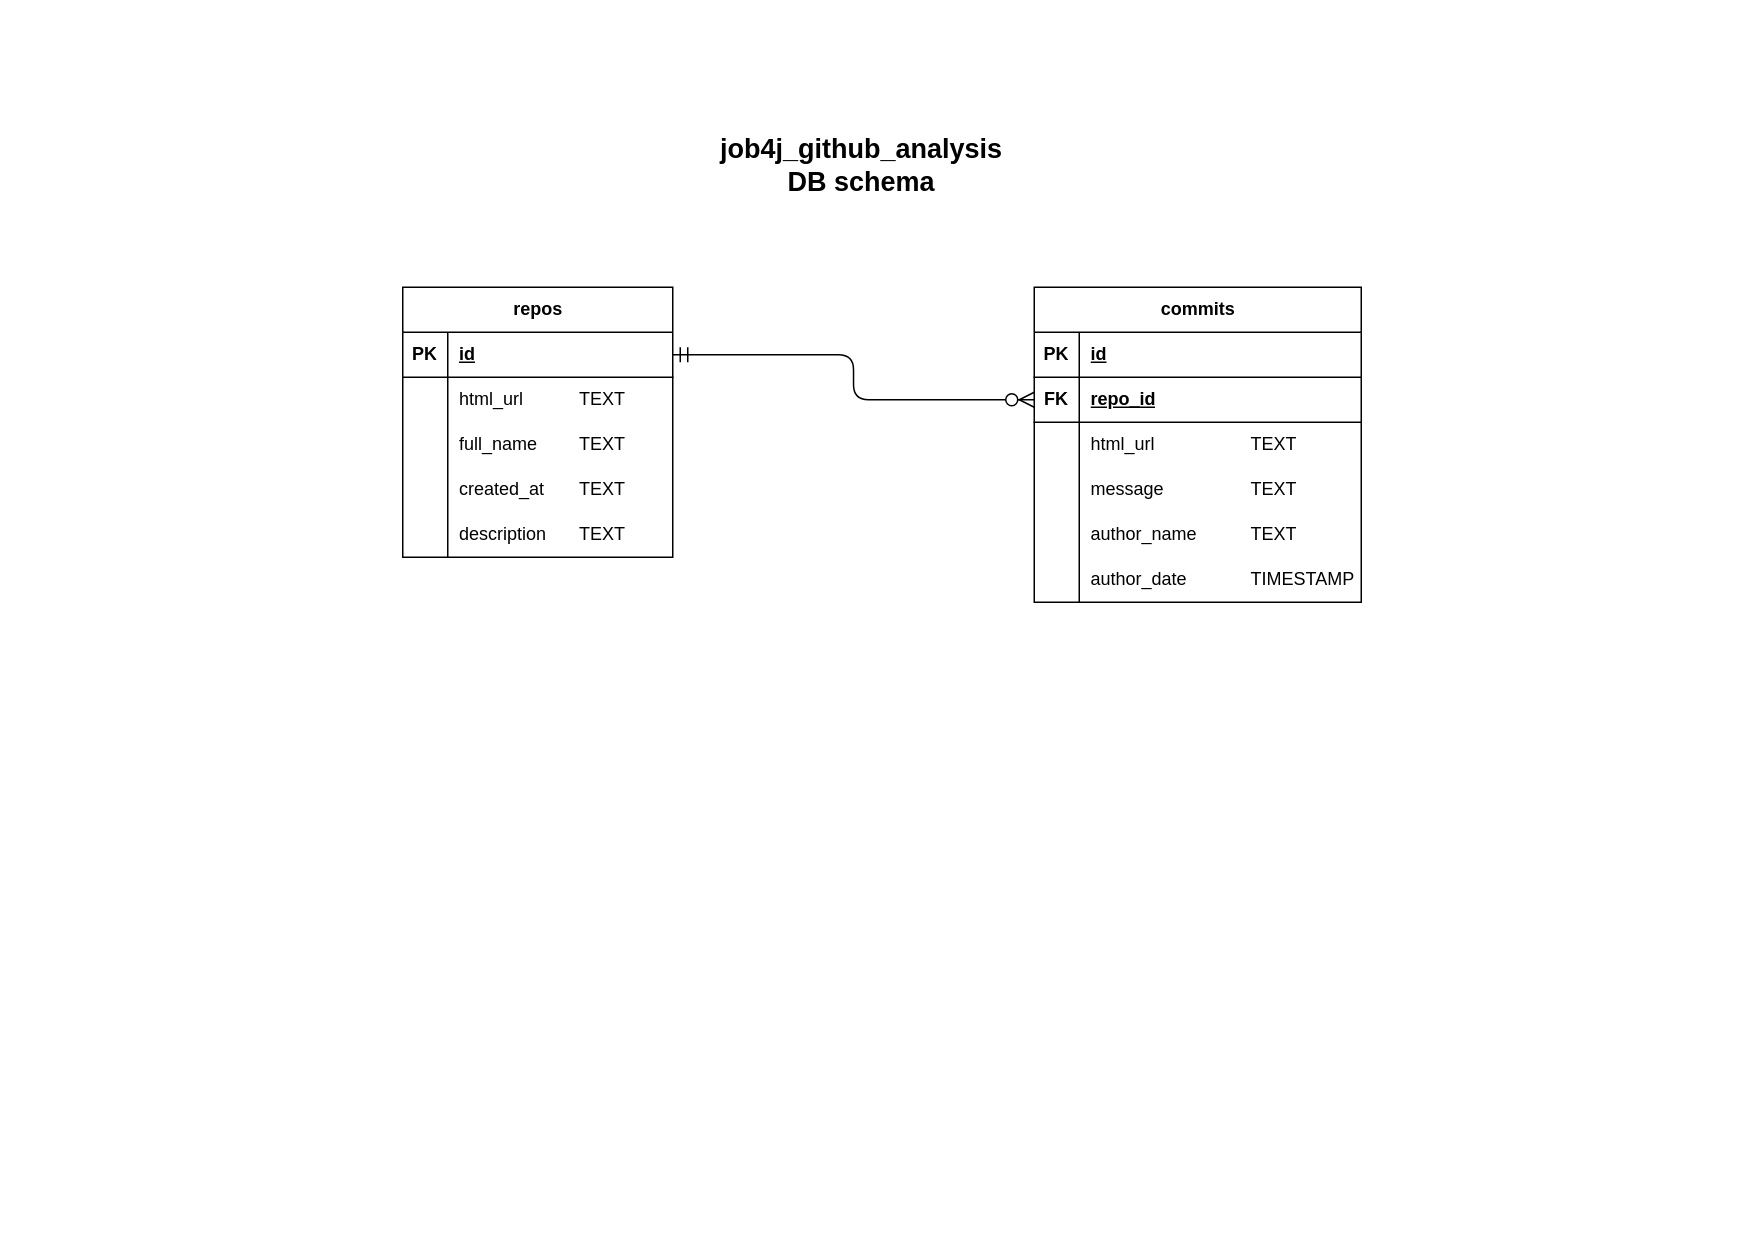 job4j_github_analysis
DB schema
repos
PK id
html_url TEXT
full_name TEXT
created_at TEXT
description TEXT
commits
PK id
FK repo_id
html_url TEXT
message TEXT
author_name TEXT
author_date TIMESTAMP